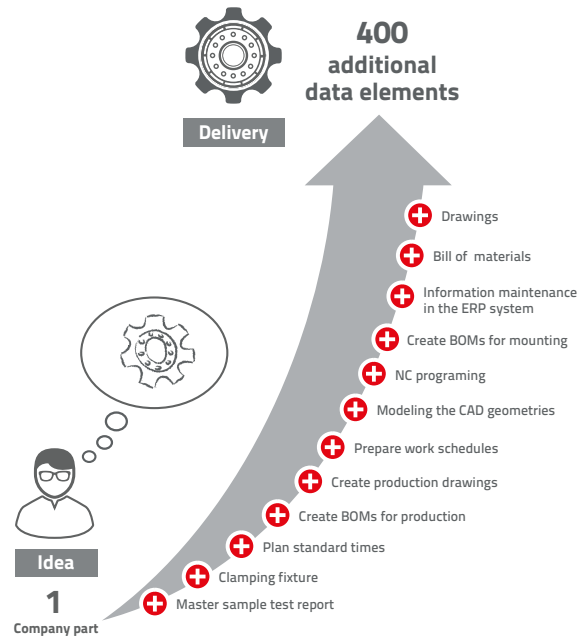 400
additional
data elements
Delivery
Drawings
Bill of materials
Information maintenance
in the ERP system
Create BOMs for mounting
NC programing
Modeling the CAD geometries
Prepare work schedules
Create production drawings
Create BOMs for production
Plan standard times
Clamping fixture
Master sample test report
Idea
1
Company part